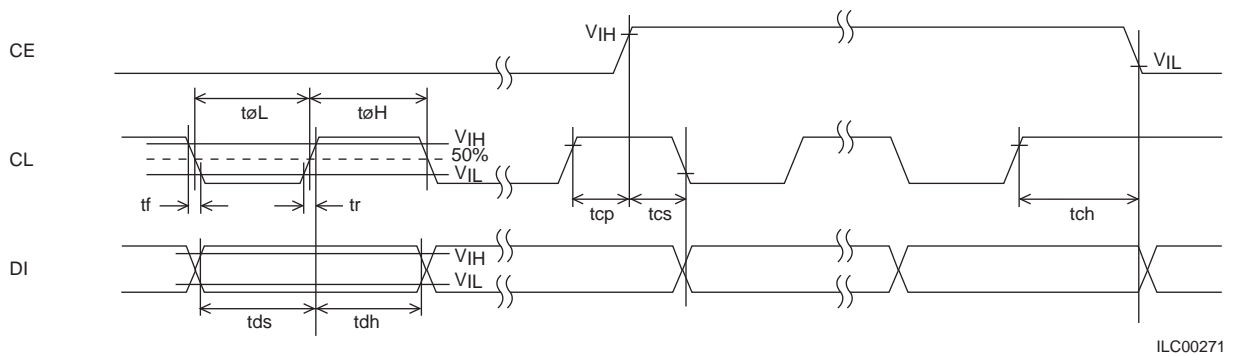 CE
VIH
VIL
tøL
tøH
CL
VIH
50%
VIL
tf
tr
tcp
tcs
tch
DI
VIH
VIL
tds
tdh
ILC00271